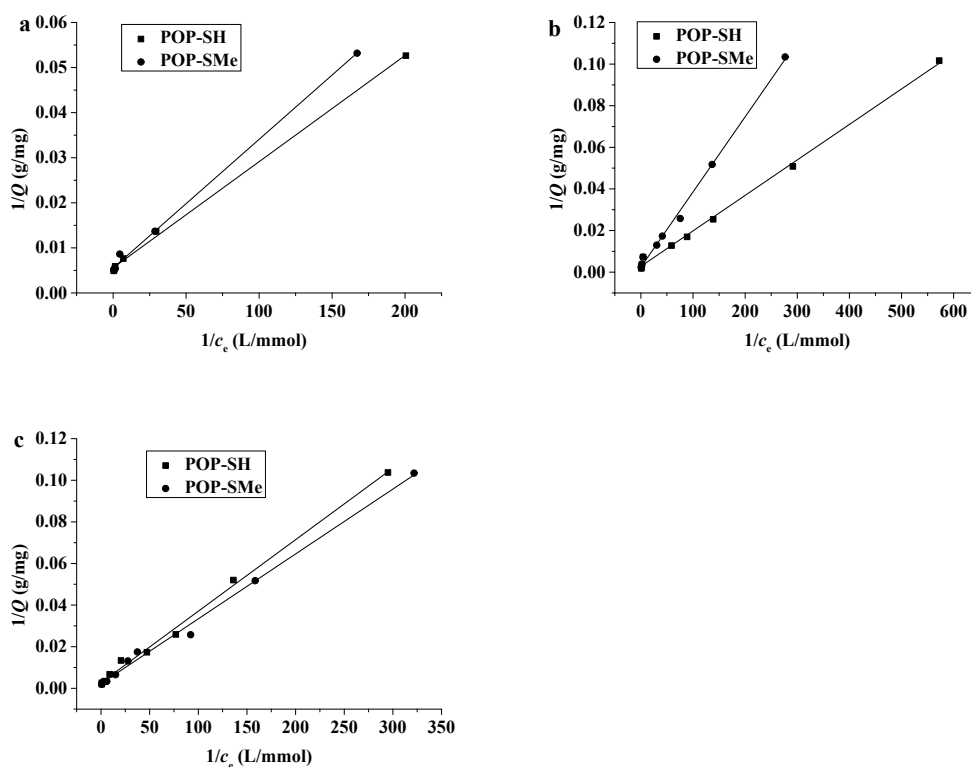 a
0.06
0.05
0.04
0.03
0.02
0.01
0.00
1/Q (g/mg)
POP-SH
POP-SMe
0 50 100 150 200
1/cₑ (L/mmol)
b
0.12
0.10
0.08
0.06
0.04
0.02
0.00
1/Q (g/mg)
POP-SH
POP-SMe
0 100 200 300 400 500 600
1/cₑ (L/mmol)
c
0.12
0.10
0.08
0.06
0.04
0.02
0.00
1/Q (g/mg)
POP-SH
POP-SMe
0 50 100 150 200 250 300 350
1/cₑ (L/mmol)